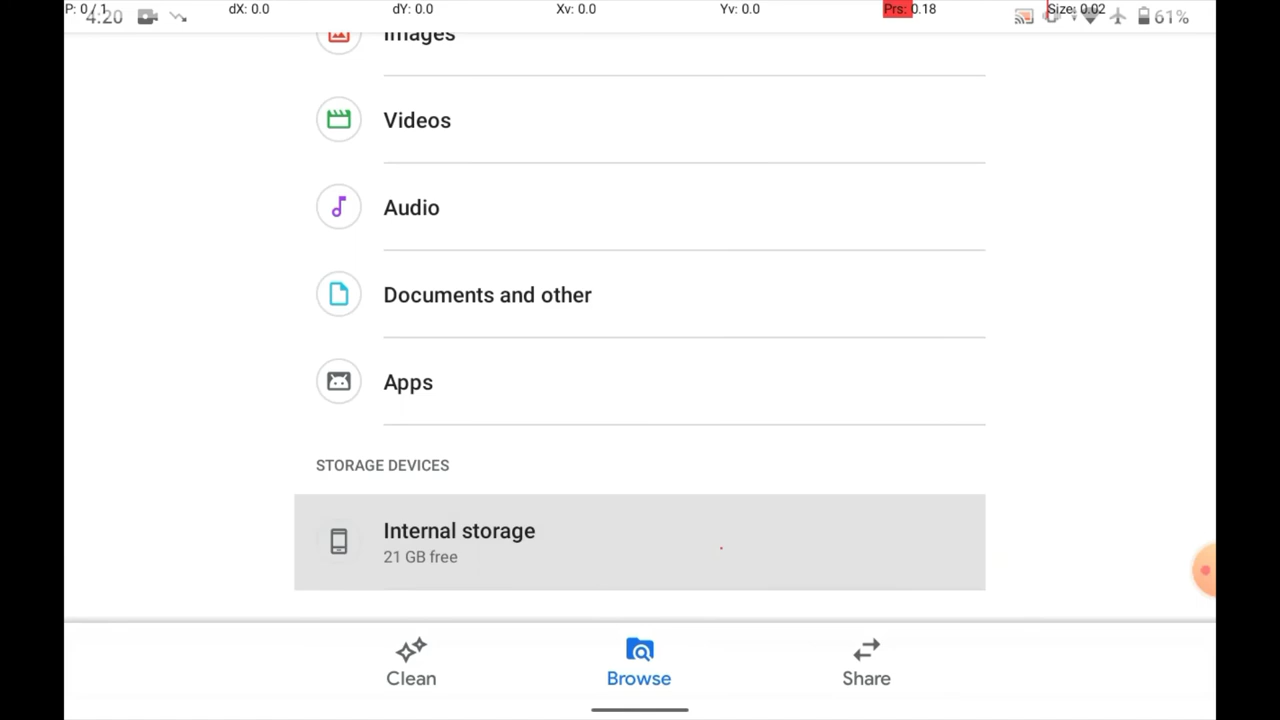 P: 0 / 1 dX: 0.0 dY: 0.0 Xv: 0.0 Yv: 0.0 Prs: 0.18 Size: 0.02
4:20 61%
Images
Videos
Audio
Documents and other
Apps
STORAGE DEVICES
Internal storage
21 GB free
Clean Browse Share